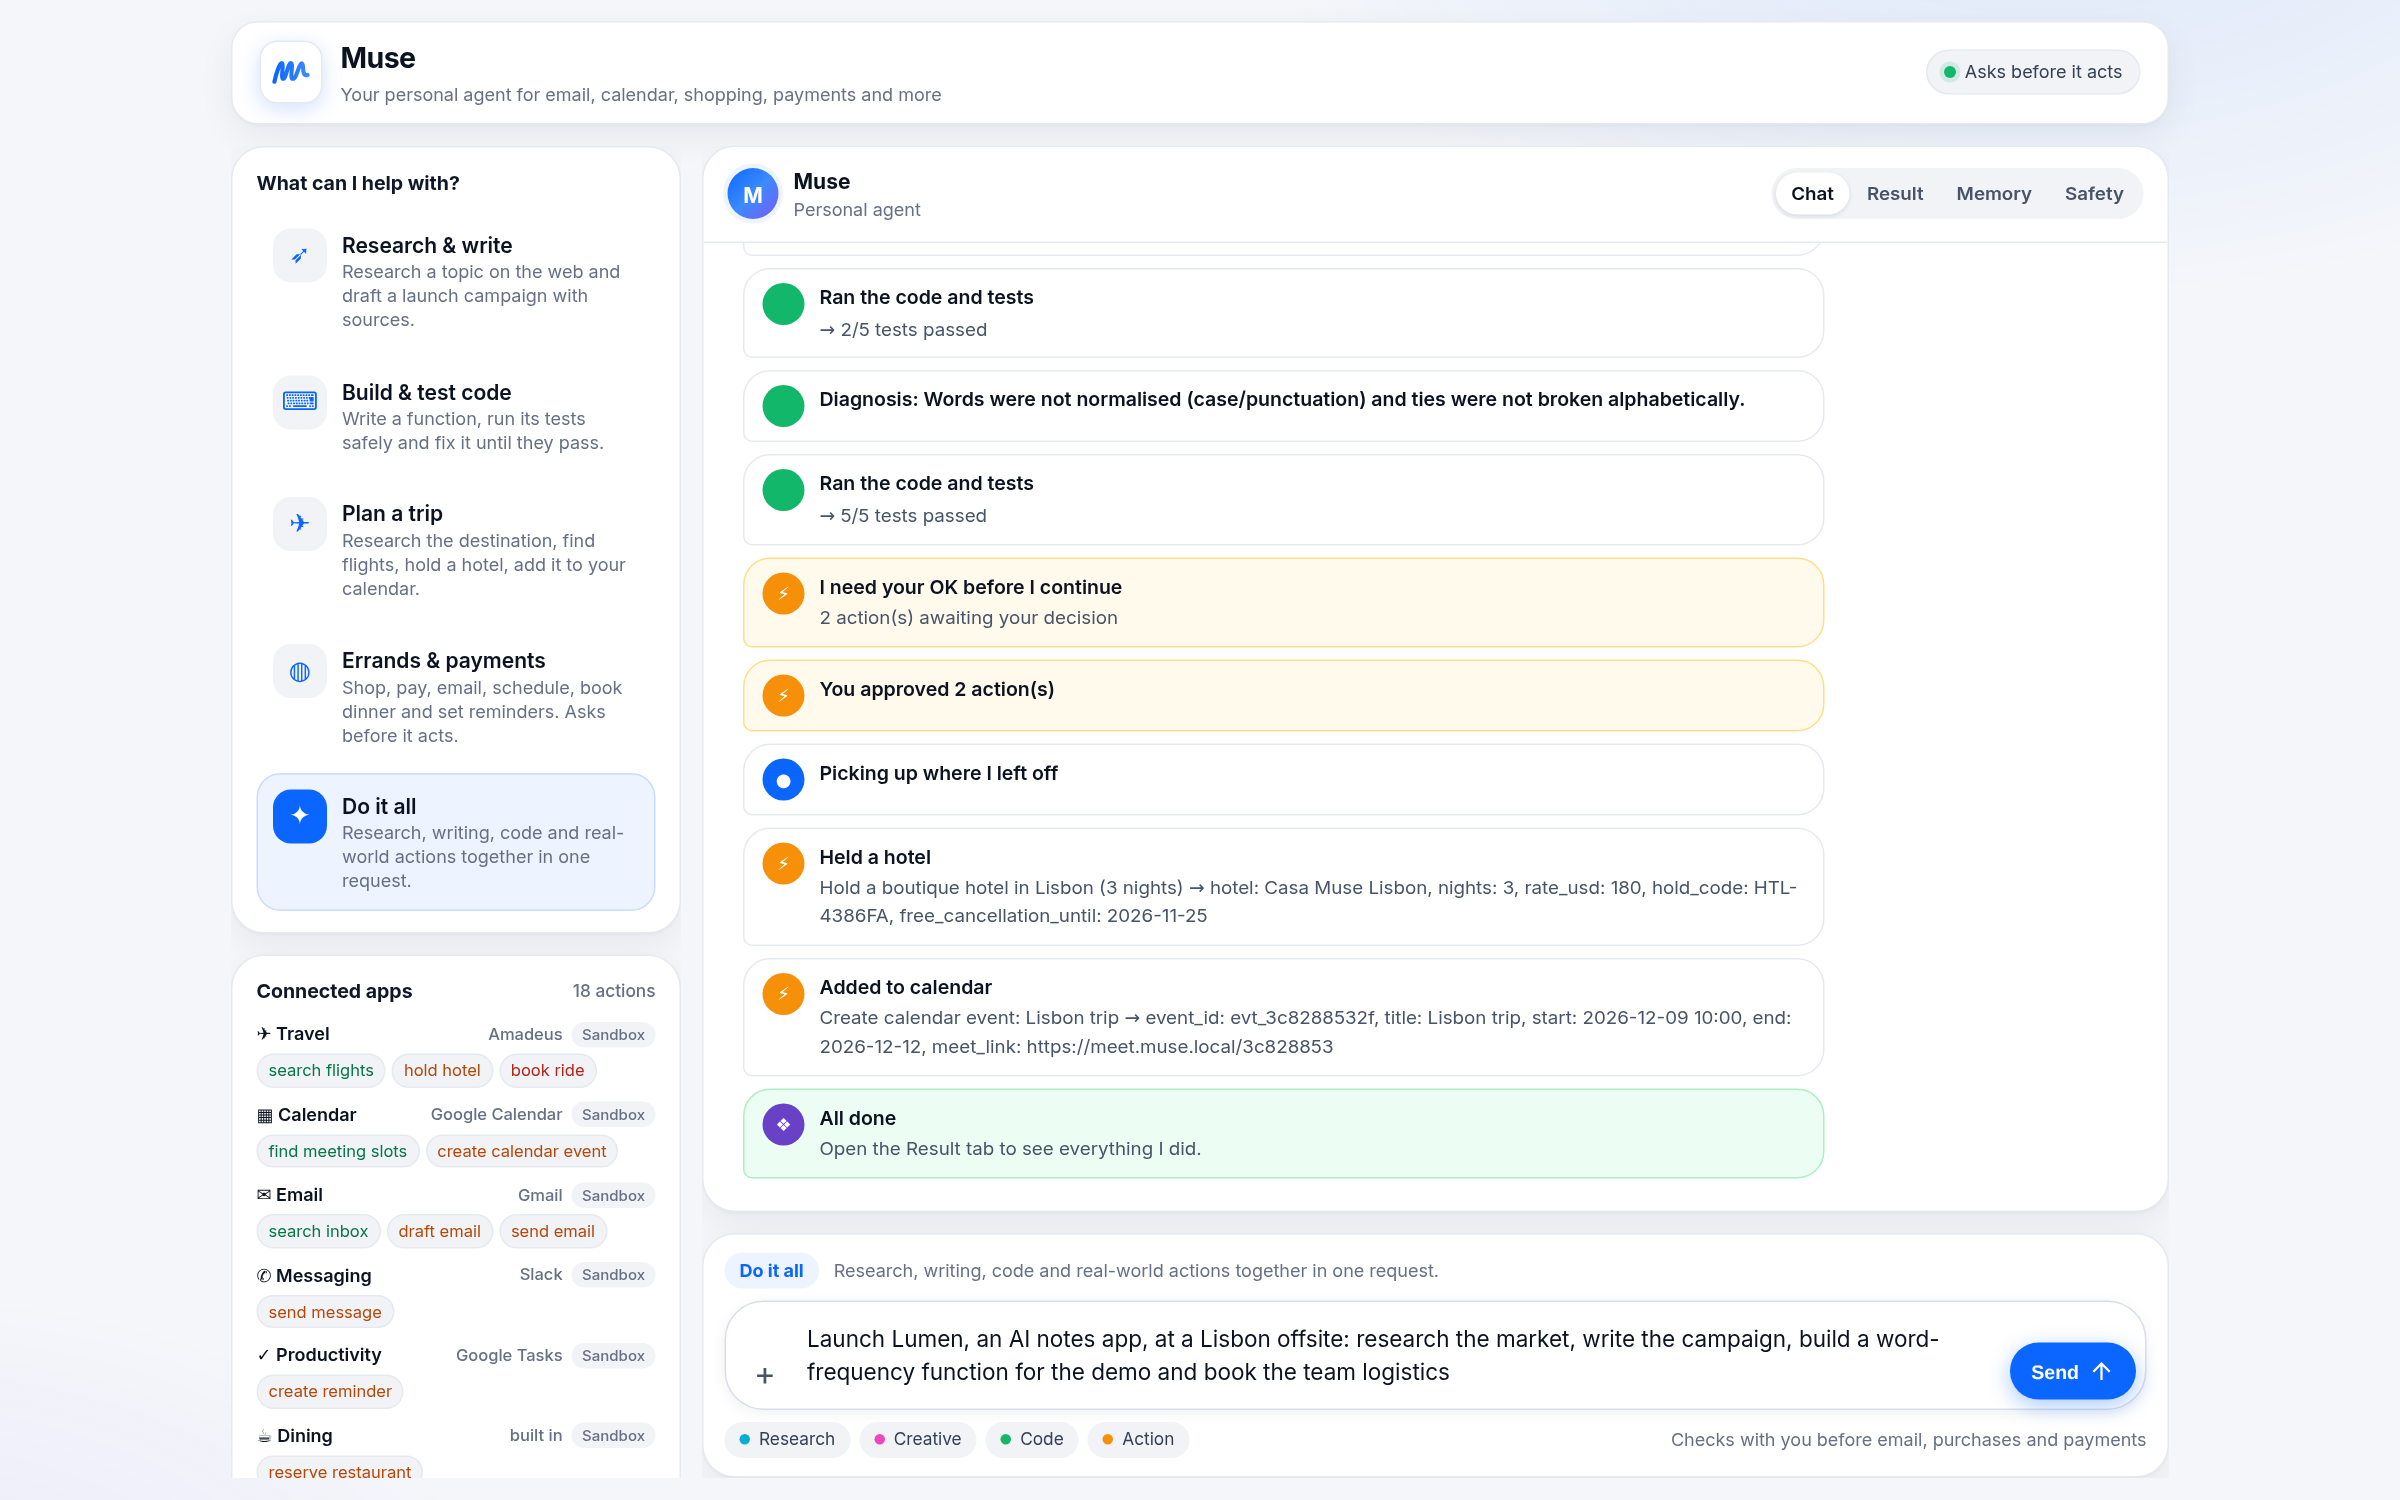 Muse
Your personal agent for email, calendar, shopping, payments and more
Asks before it acts
What can I help with?
Research & write
Research a topic on the web and
draft a launch campaign with
sources.
Build & test code
Write a function, run its tests
safely and fix it until they pass.
Plan a trip
Research the destination, find
flights, hold a hotel, add it to your
calendar.
Errands & payments
Shop, pay, email, schedule, book
dinner and set reminders. Asks
before it acts.
Do it all
Research, writing, code and real-
world actions together in one
request.
Connected apps
18 actions
Travel
Amadeus Sandbox
search flights hold hotel book ride
Calendar
Google Calendar Sandbox
find meeting slots create calendar event
Email
Gmail Sandbox
search inbox draft email send email
Messaging
Slack Sandbox
send message
Productivity
Google Tasks Sandbox
create reminder
Dining
built in Sandbox
reserve restaurant
M
Muse
Personal agent
Chat Result Memory Safety
Ran the code and tests
→ 2/5 tests passed
Diagnosis: Words were not normalised (case/punctuation) and ties were not broken alphabetically.
Ran the code and tests
→ 5/5 tests passed
I need your OK before I continue
2 action(s) awaiting your decision
You approved 2 action(s)
Picking up where I left off
Held a hotel
Hold a boutique hotel in Lisbon (3 nights) → hotel: Casa Muse Lisbon, nights: 3, rate_usd: 180, hold_code: HTL-
4386FA, free_cancellation_until: 2026-11-25
Added to calendar
Create calendar event: Lisbon trip → event_id: evt_3c8288532f, title: Lisbon trip, start: 2026-12-09 10:00, end:
2026-12-12, meet_link: https://meet.muse.local/3c828853
All done
Open the Result tab to see everything I did.
Do it all Research, writing, code and real-world actions together in one request.
Launch Lumen, an AI notes app, at a Lisbon offsite: research the market, write the campaign, build a word-
frequency function for the demo and book the team logistics
+
Send ↑
Research Creative Code Action
Checks with you before email, purchases and payments